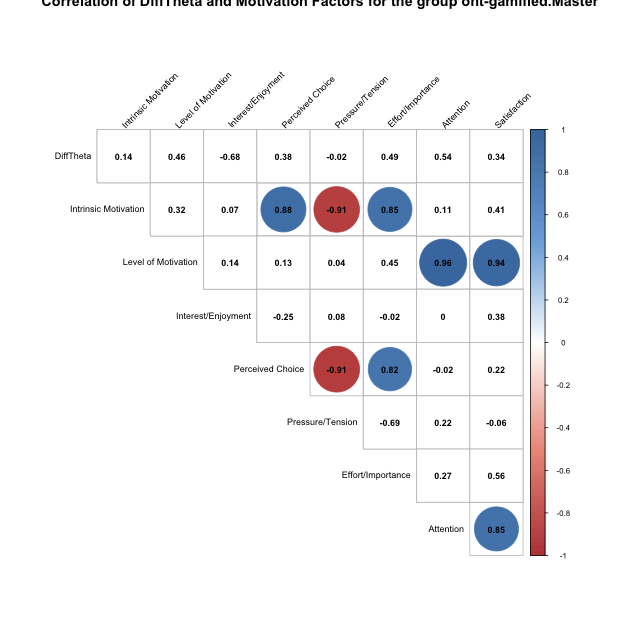 Correlation of DiffTheta and Motivation Factors for the group ont-gamified.Master
Intrinsic Motivation
Level of Motivation
Interest/Enjoyment
Perceived Choice
Pressure/Tension
Effort/Importance
Attention
Satisfaction
DiffTheta 0.14 0.46 -0.68 0.38 -0.02 0.49 0.54 0.34
Intrinsic Motivation 0.32 0.07 0.88 -0.91 0.85 0.11 0.41
Level of Motivation 0.14 0.13 0.04 0.45 0.96 0.94
Interest/Enjoyment -0.25 0.08 -0.02 0 0.38
Perceived Choice -0.91 0.82 -0.02 0.22
Pressure/Tension -0.69 0.22 -0.06
Effort/Importance 0.27 0.56
Attention 0.85
1
0.8
0.6
0.4
0.2
0
-0.2
-0.4
-0.6
-0.8
-1